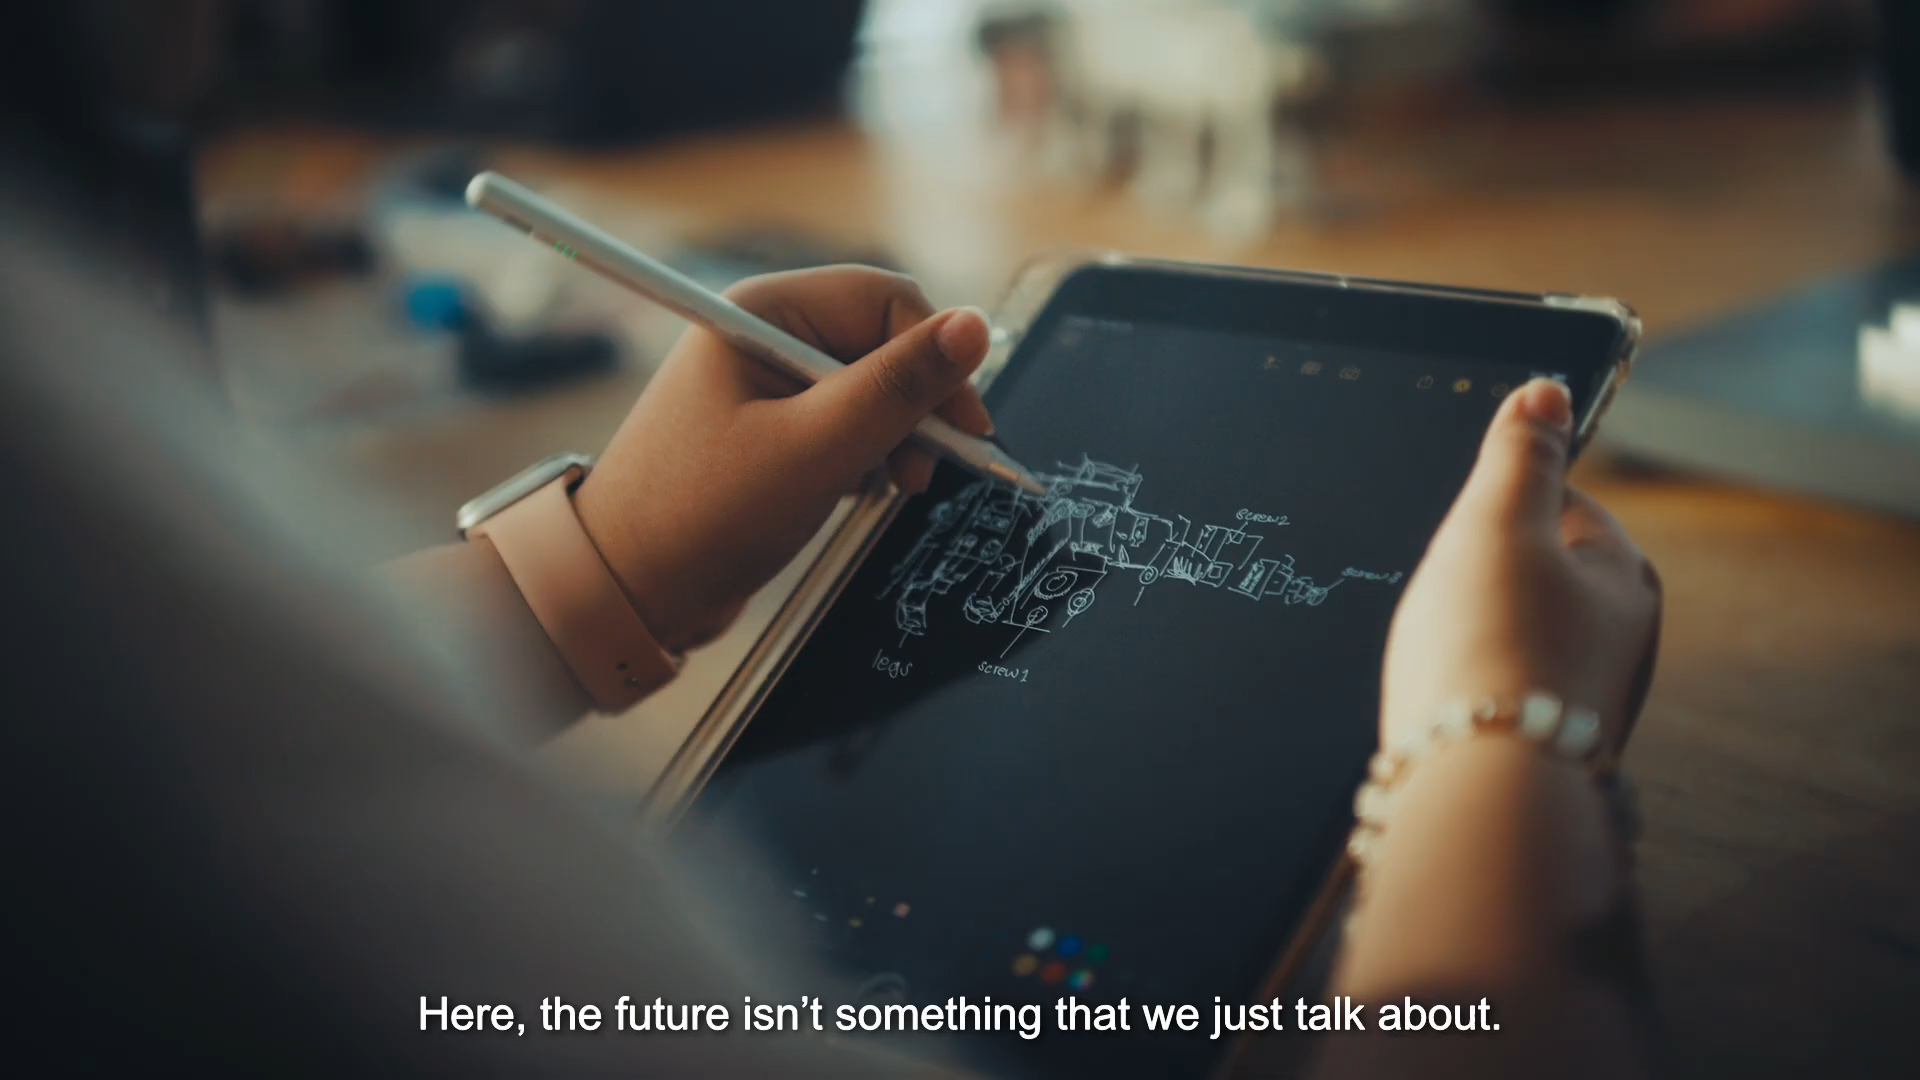 screw2
screw3
legs
screw1
Here, the future isn’t something that we just talk about.